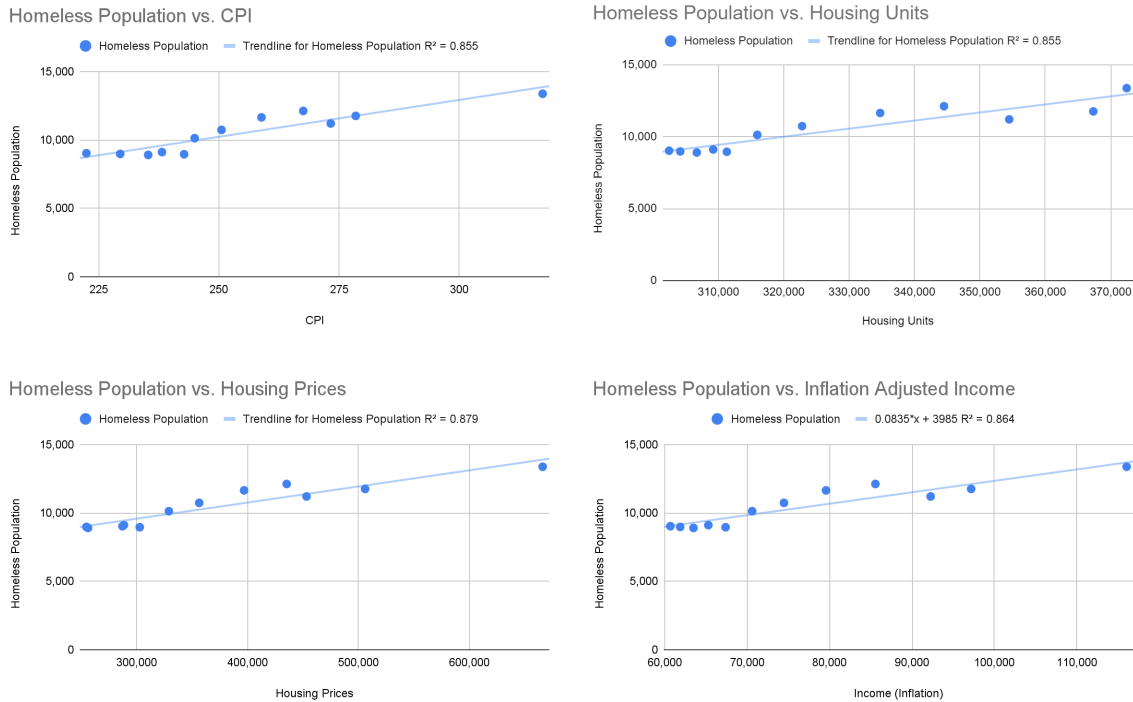 Homeless Population vs. CPI
Homeless Population Trendline for Homeless Population R² = 0.855
15,000
10,000
5,000
0
Homeless Population
225 250 275 300
CPI
Homeless Population vs. Housing Units
Homeless Population Trendline for Homeless Population R² = 0.855
15,000
10,000
5,000
0
Homeless Population
310,000 320,000 330,000 340,000 350,000 360,000 370,000
Housing Units
Homeless Population vs. Housing Prices
Homeless Population Trendline for Homeless Population R² = 0.879
15,000
10,000
5,000
0
Homeless Population
300,000 400,000 500,000 600,000
Housing Prices
Homeless Population vs. Inflation Adjusted Income
Homeless Population 0.0835*x + 3985 R² = 0.864
15,000
10,000
5,000
0
Homeless Population
60,000 70,000 80,000 90,000 100,000 110,000
Income (Inflation)